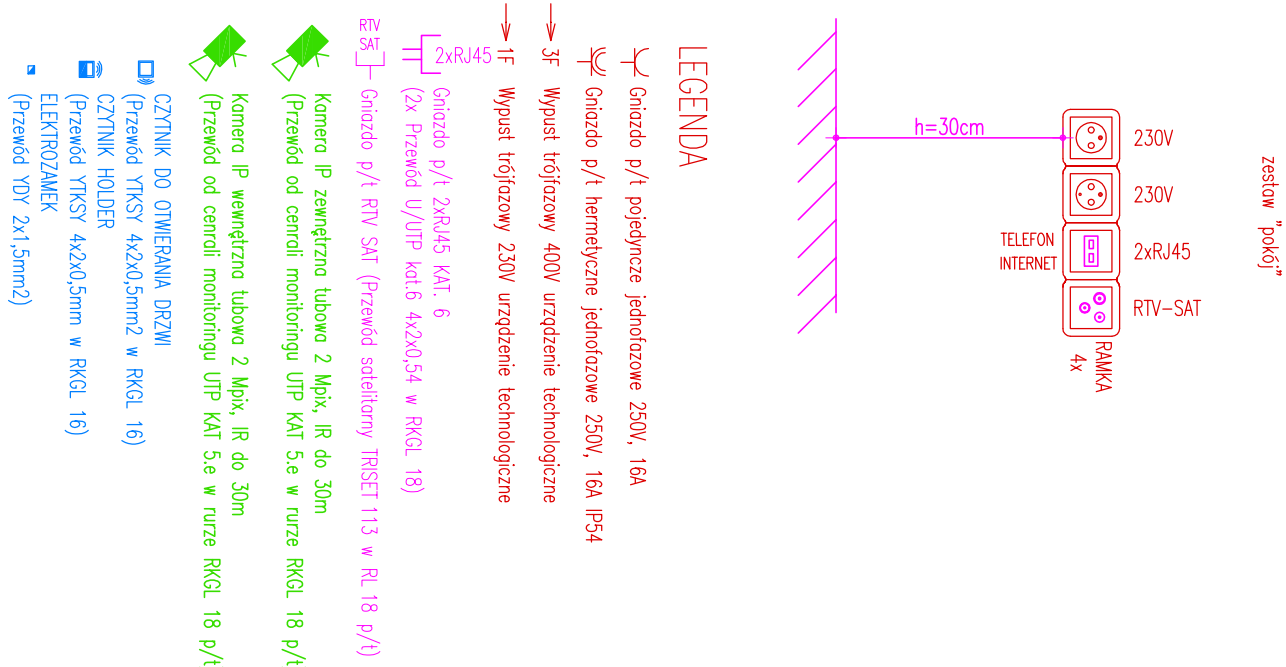 LEGENDA
Gniazdo p/t pojedyncze jednofazowe 250V, 16A
Gniazdo p/t hermetyczne jednofazowe 250V, 16A IP54
3F
Wypust trójfazowy 400V urządzenie technologiczne
1F
Wypust trójfazowy 230V urządzenie technologiczne
2xRJ45
Gniazdo p/t 2xRJ45 KAT. 6
(2x Przewód U/UTP kat.6 4x2x0,54 w RKGL 18)
RTV
SAT
Gniazdo p/t RTV SAT (Przewód satelitarny TRISET 113 w RL 18 p/t)
Kamera IP zewnętrzna tubowa 2 Mpix, IR do 30m
(Przewód od cenrali monitoringu UTP KAT 5.e w rurze RKGL 18 p/t
Kamera IP wewnętrzna tubowa 2 Mpix, IR do 30m
(Przewód od cenrali monitoringu UTP KAT 5.e w rurze RKGL 18 p/t
CZYTNIK DO OTWIERANIA DRZWI
(Przewód YTKSY 4x2x0,5mm2 w RKGL 16)
CZYTNIK HOLDER
(Przewód YTKSY 4x2x0,5mm w RKGL 16)
ELEKTROZAMEK
(Przewód YDY 2x1,5mm2)
zestaw "pokój"
h=30cm
230V
230V
TELEFON
INTERNET
2xRJ45
RTV-SAT
RAMKA
4x